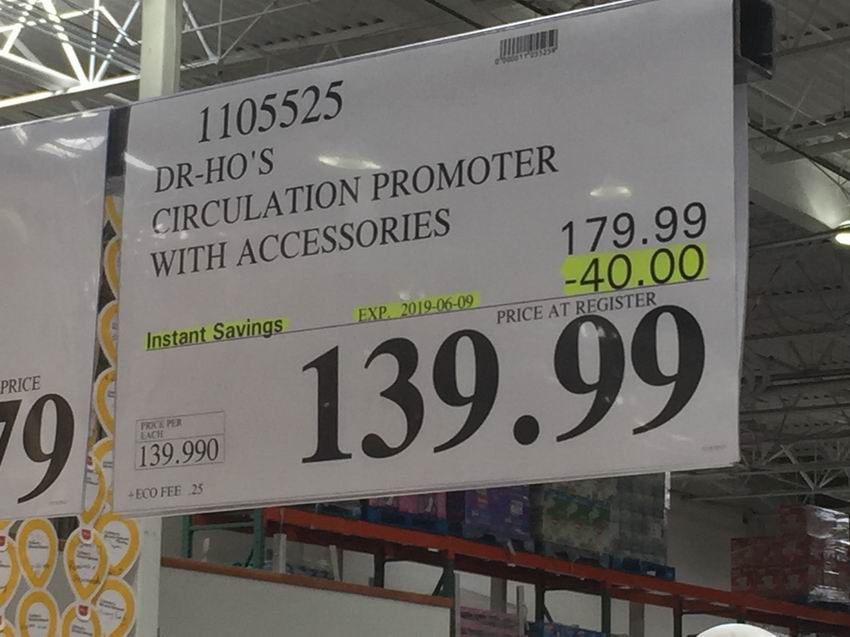 1105525
DR-HO'S
CIRCULATION PROMOTER
WITH ACCESSORIES
179.99
-40.00
Instant Savings
EXP. 2019-06-09
PRICE AT REGISTER
139.99
PRICE PER
EACH
139.990
+ECO FEE .25
PRICE
79